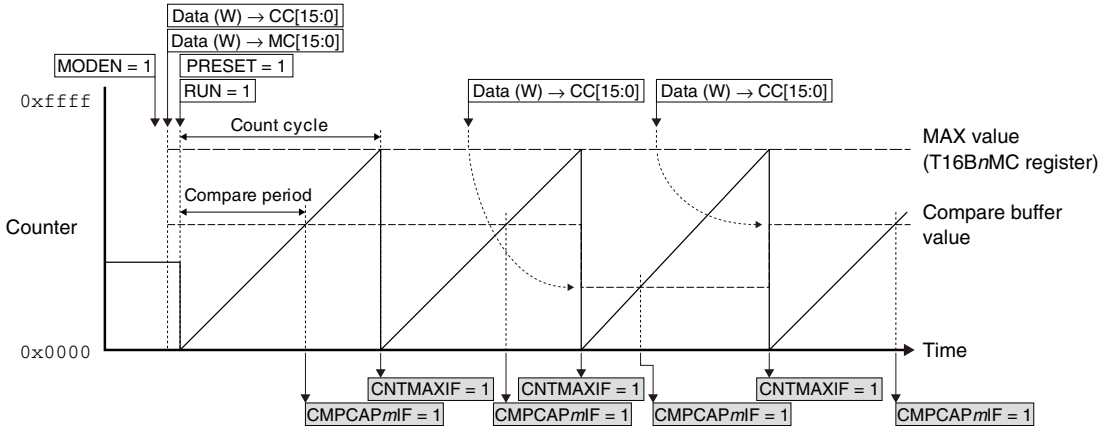 Data (W) → CC[15:0]
Data (W) → MC[15:0]
MODEN = 1
PRESET = 1
RUN = 1
Data (W) → CC[15:0]
Data (W) → CC[15:0]
0xffff
Count cycle
MAX value
(T16BnMC register)
Compare period
Counter
Compare buffer
value
0x0000
Time
CNTMAXIF = 1
CNTMAXIF = 1
CNTMAXIF = 1
CMPCAPmIF = 1
CMPCAPmIF = 1
CMPCAPmIF = 1
CMPCAPmIF = 1